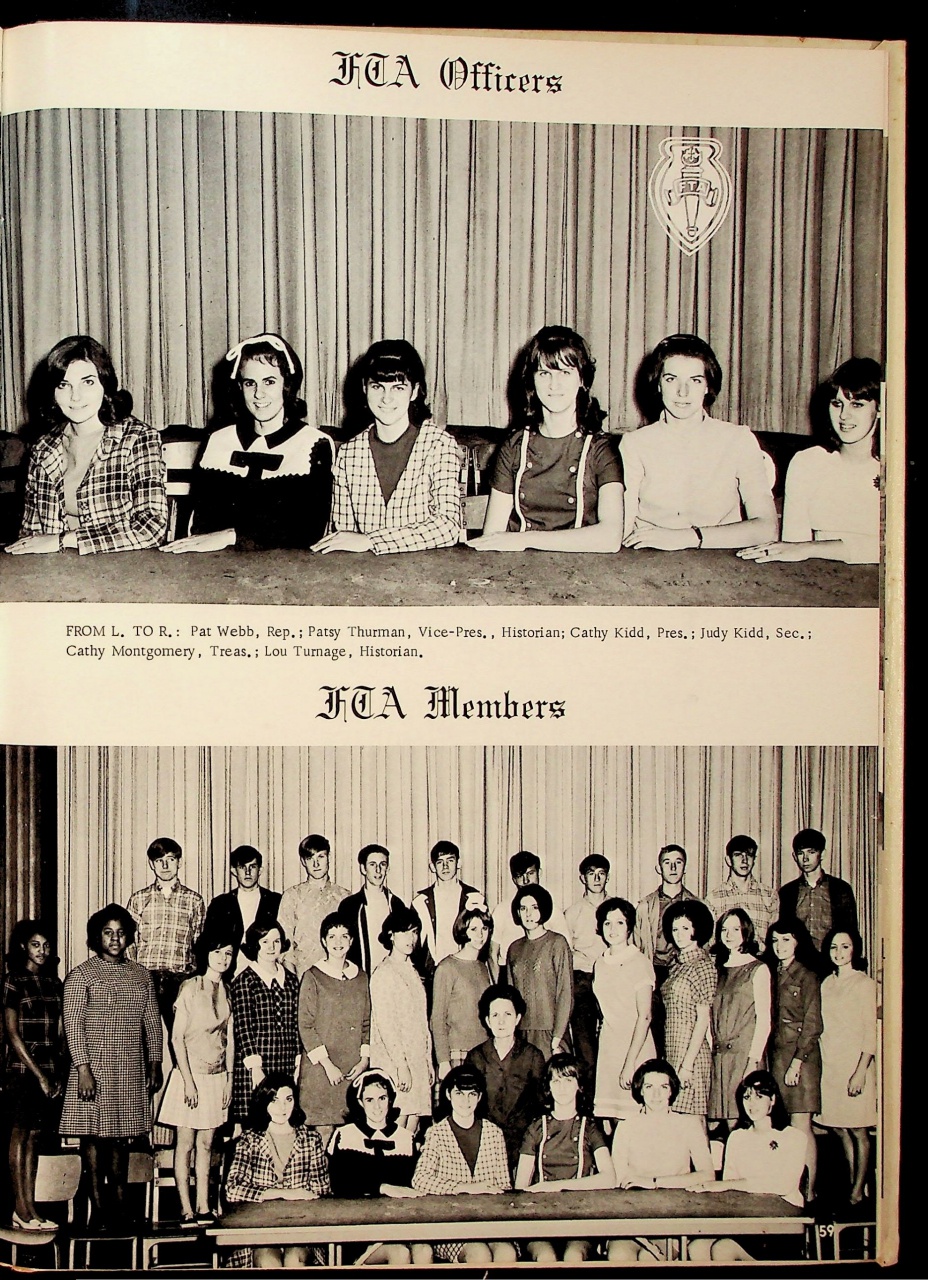 FTA Officers
FTA
FROM L. TO R.: Pat Webb, Rep.; Patsy Thurman, Vice-Pres., Historian; Cathy Kidd, Pres.; Judy Kidd, Sec.;
Cathy Montgomery, Treas.; Lou Turnage, Historian.
FTA Members
59